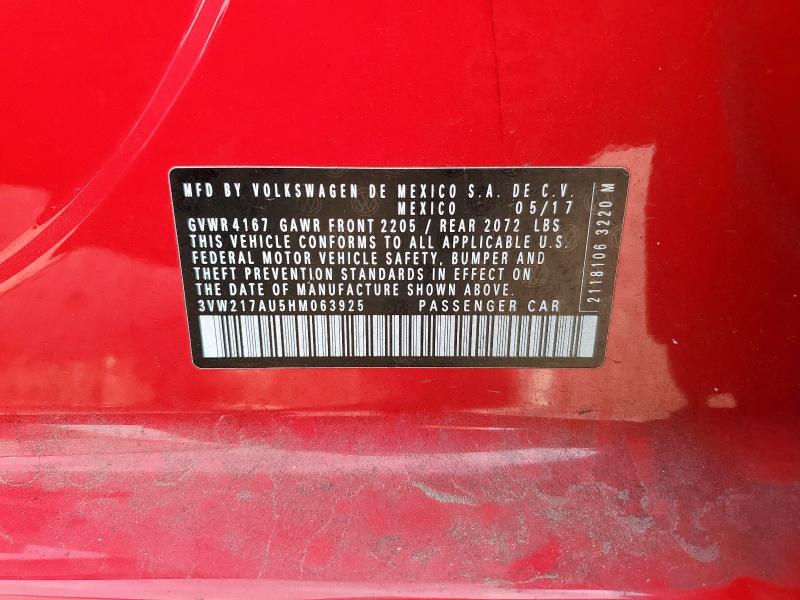 MFD BY VOLKSWAGEN DE MEXICO S.A. DE C.V.
MEXICO 05/17
GVWR 4167 GAWR FRONT 2205 / REAR 2072 LBS
THIS VEHICLE CONFORMS TO ALL APPLICABLE U.S.
FEDERAL MOTOR VEHICLE SAFETY, BUMPER AND
THEFT PREVENTION STANDARDS IN EFFECT ON
THE DATE OF MANUFACTURE SHOWN ABOVE.
3VW217AU5HM063925 PASSENGER CAR
2118106 3220 M